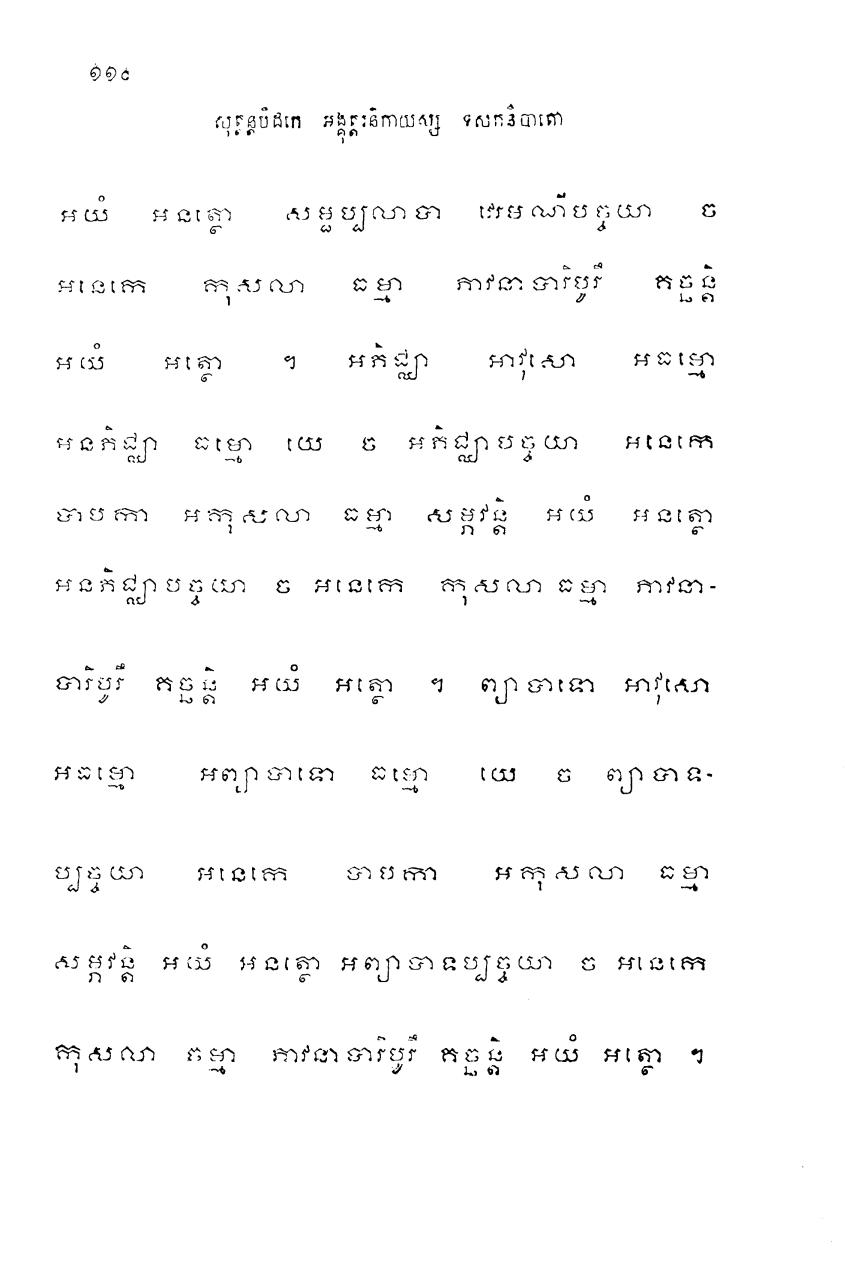 ១១៨
សុត្តន្តបិដកេ អង្គុត្តរនិកាយស្ស ទសកនិបាតោ
អយំ អនត្ថោ សម្ផប្បលាបា វេរមណីបច្ចយា ច
អនេកេ កុសលា ធម្មា ភាវនាបារិបូរឹ គច្ឆន្តិ
អយំ អត្ថោ ។ អភិជ្ឈា អាវុសោ អធម្មោ
អនភិជ្ឈា ធម្មោ យេ ច អភិជ្ឈាបច្ចយា អនេកេ
បាបកា អកុសលា ធម្មា សម្ភវន្តិ អយំ អនត្ថោ
អនភិជ្ឈាបច្ចយា ច អនេកេ កុសលា ធម្មា ភាវនា-
បារិបូរឹ គច្ឆន្តិ អយំ អត្ថោ ។ ព្យាបាទោ អាវុសោ
អធម្មោ អព្យាបាទោ ធម្មោ យេ ច ព្យាបាទ-
ប្បច្ចយា អនេកេ បាបកា អកុសលា ធម្មា
សម្ភវន្តិ អយំ អនត្ថោ អព្យាបាទប្បច្ចយា ច អនេកេ
កុសលា ធម្មា ភាវនាបារិបូរឹ គច្ឆន្តិ អយំ អត្ថោ ។